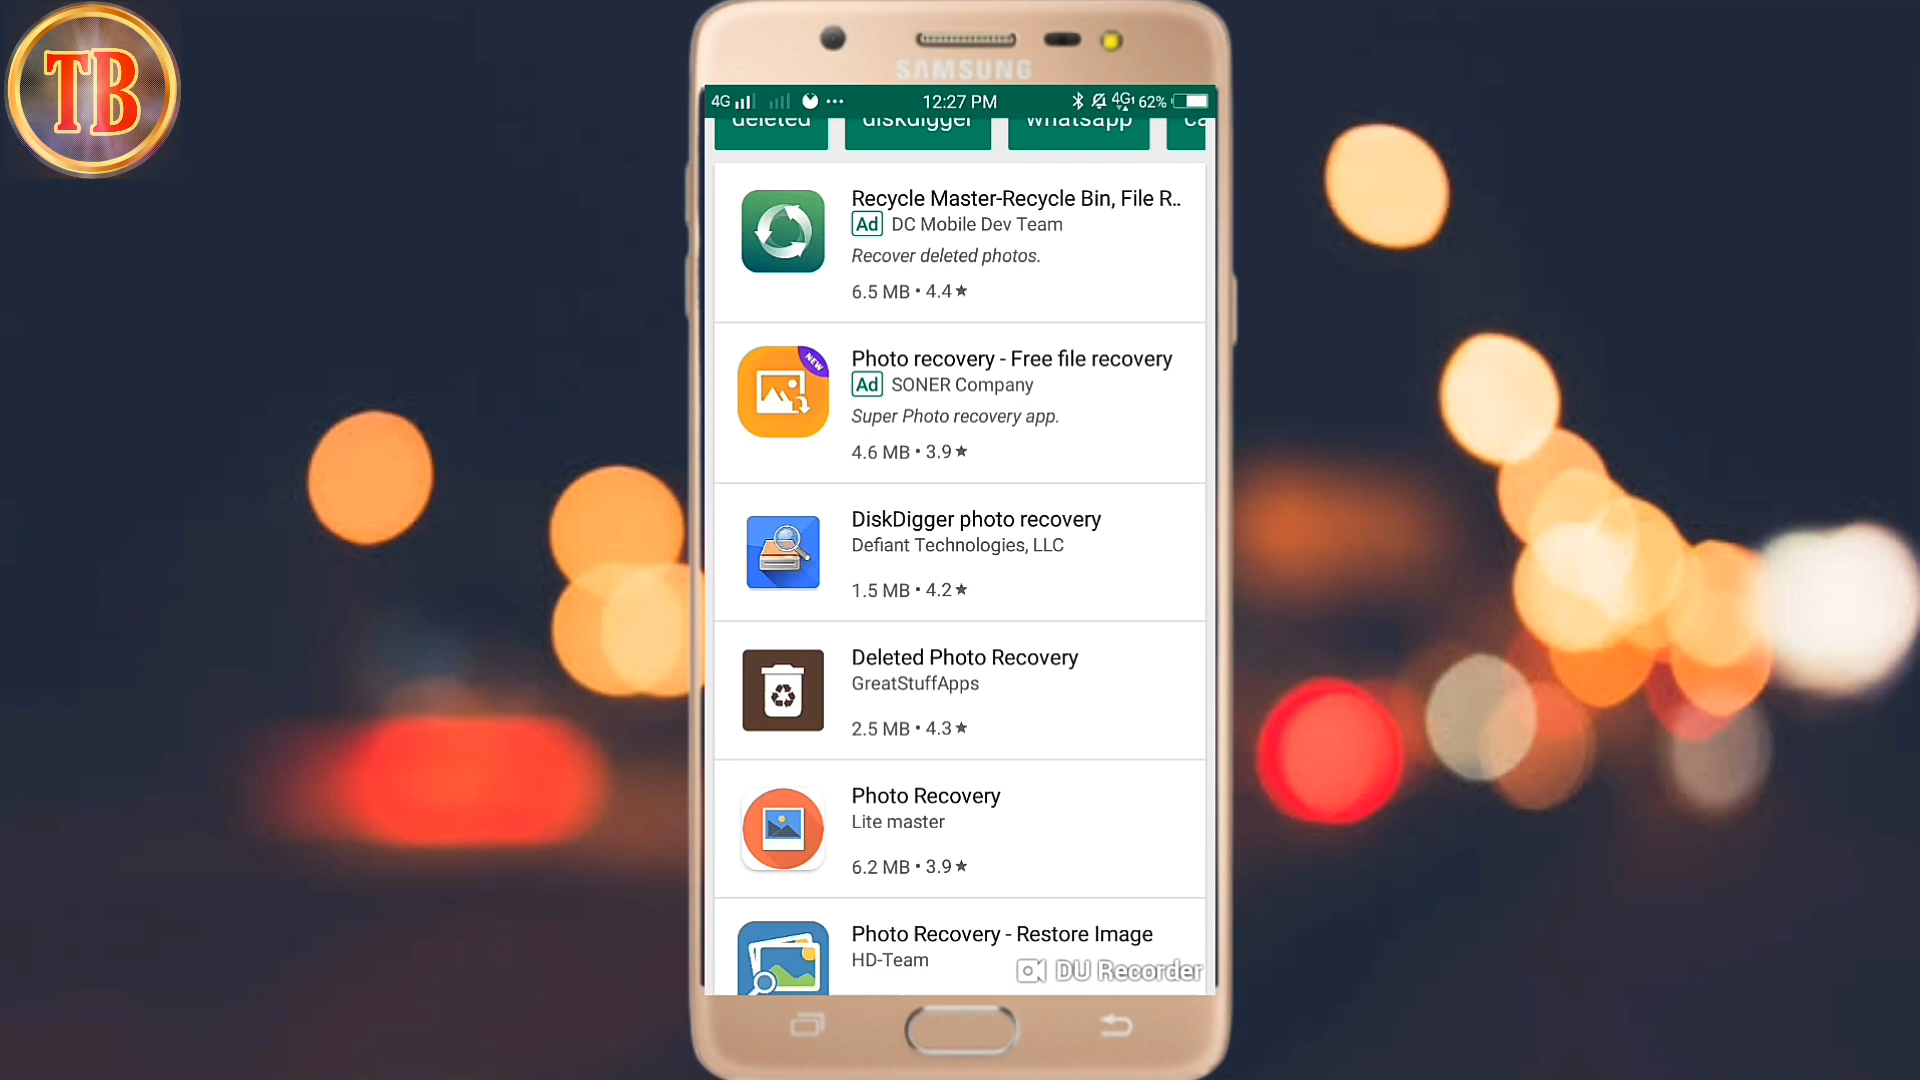 TB
SAMSUNG
4G 12:27 PM 4G 62%
deleted diskdigger whatsapp
Recycle Master-Recycle Bin, File R..
Ad DC Mobile Dev Team
Recover deleted photos.
6.5 MB • 4.4★
NEW
Photo recovery - Free file recovery
Ad SONER Company
Super Photo recovery app.
4.6 MB • 3.9★
DiskDigger photo recovery
Defiant Technologies, LLC
1.5 MB • 4.2★
Deleted Photo Recovery
GreatStuffApps
2.5 MB • 4.3★
Photo Recovery
Lite master
6.2 MB • 3.9★
Photo Recovery - Restore Image
HD-Team
DU Recorder